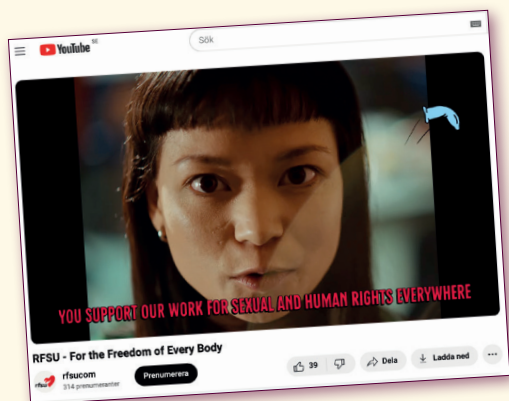 YouTube SE
Sök
YOU SUPPORT OUR WORK FOR SEXUAL AND HUMAN RIGHTS EVERYWHERE
RFSU - For the Freedom of Every Body
rfsu
rfsucom
314 prenumeranter
Prenumerera
39
Dela
Ladda ned